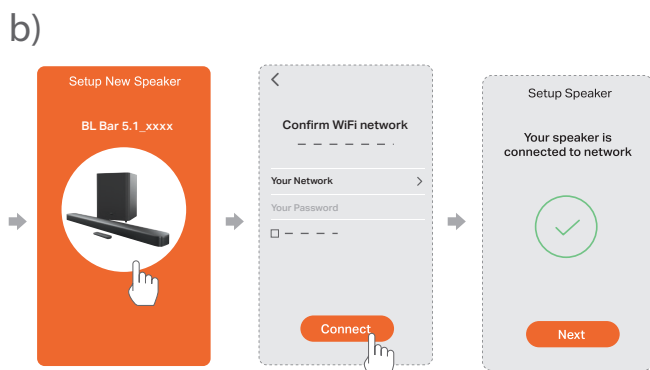 b)
Setup New Speaker
BL Bar 5.1_xxxx
Confirm WiFi network
Your Network
Your Password
Connect
Setup Speaker
Your speaker is
connected to network
Next